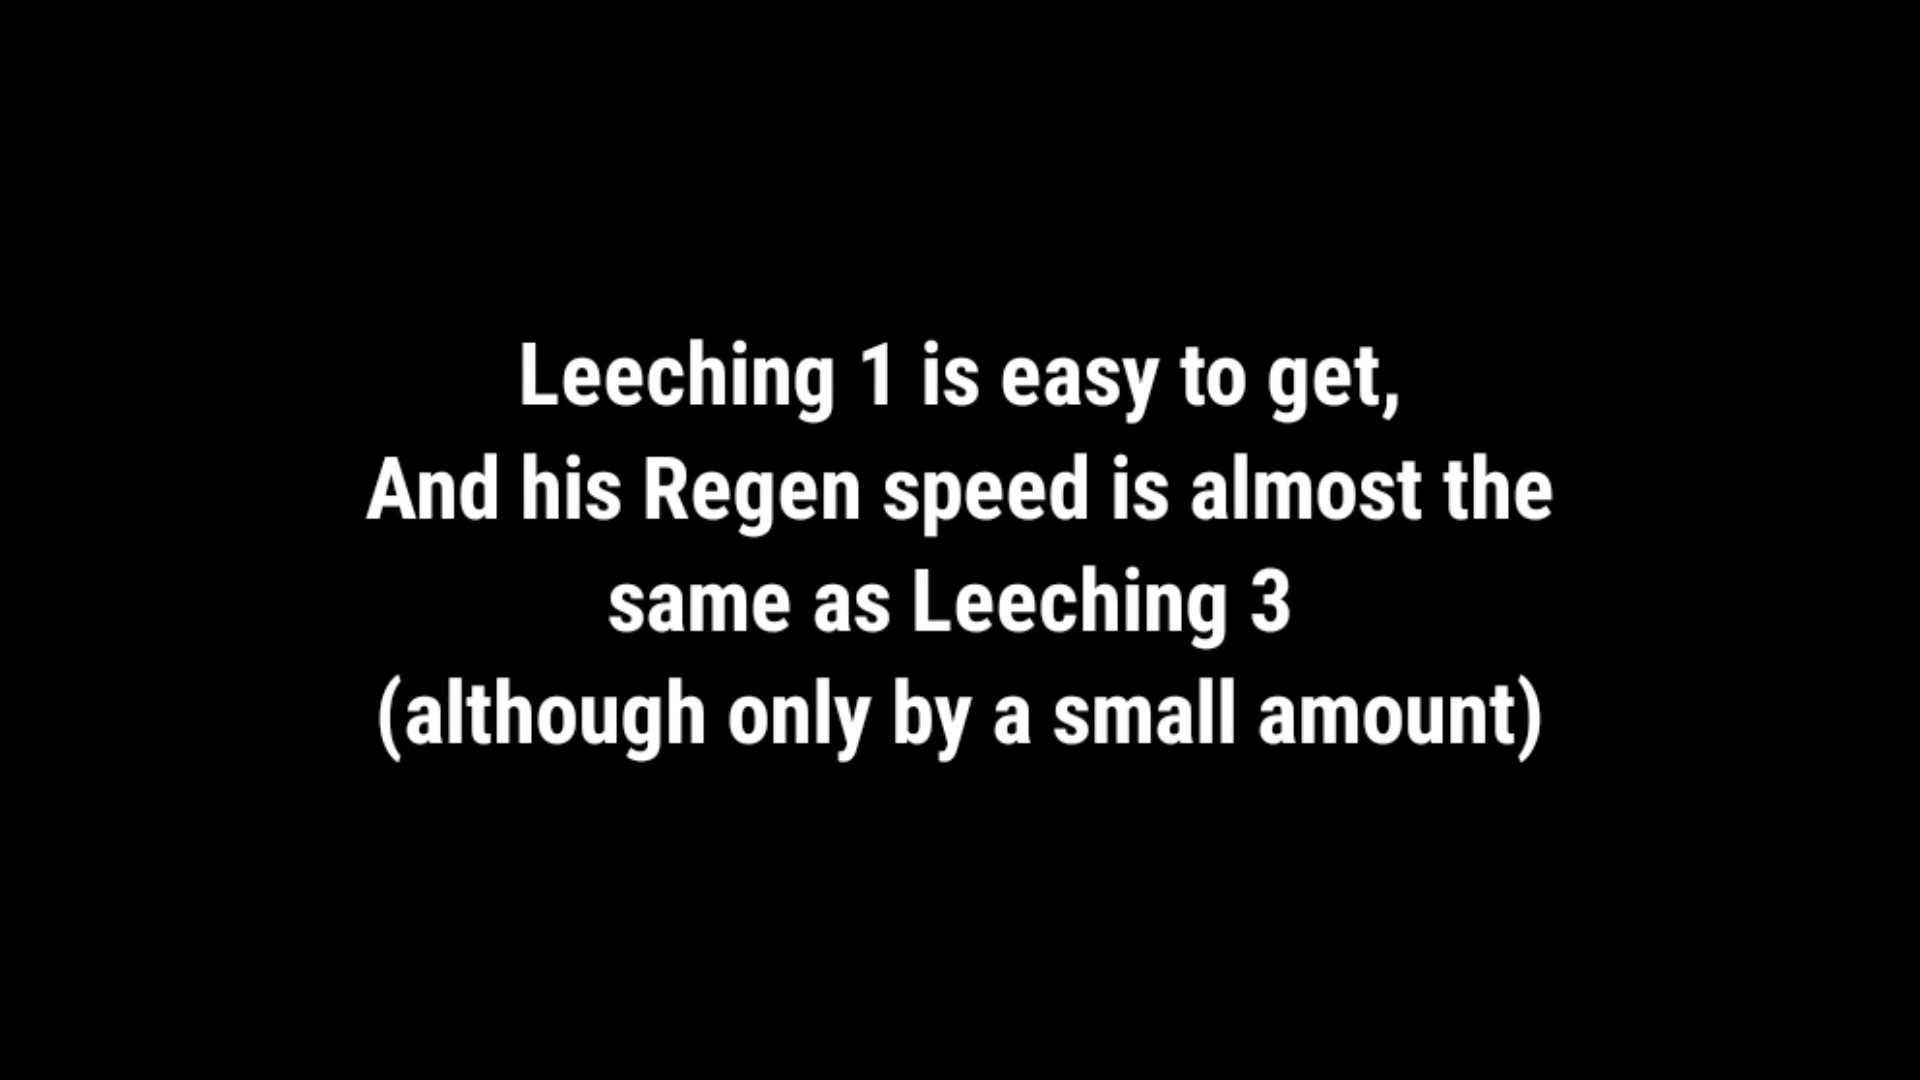 Leeching 1 is easy to get,
And his Regen speed is almost the
same as Leeching 3
(although only by a small amount)